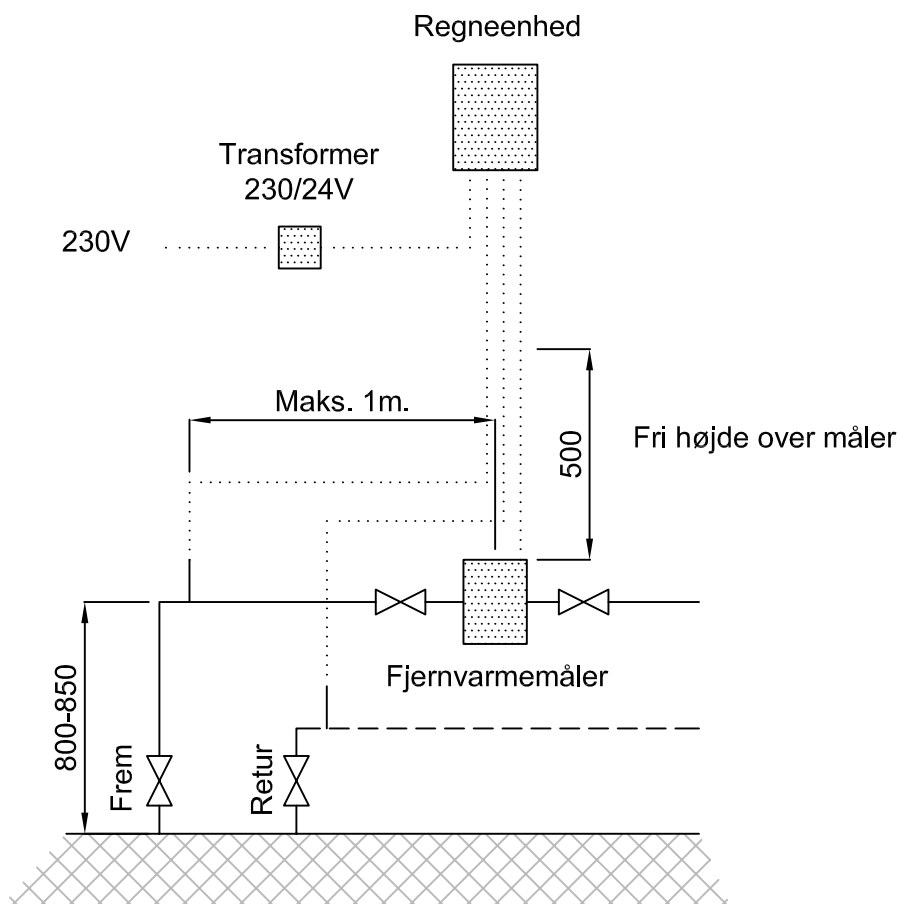 Regneenhed
Transformer
230/24V
230V
Maks. 1m.
500
Fri højde over måler
Fjernvarmemåler
800-850
Frem
Retur